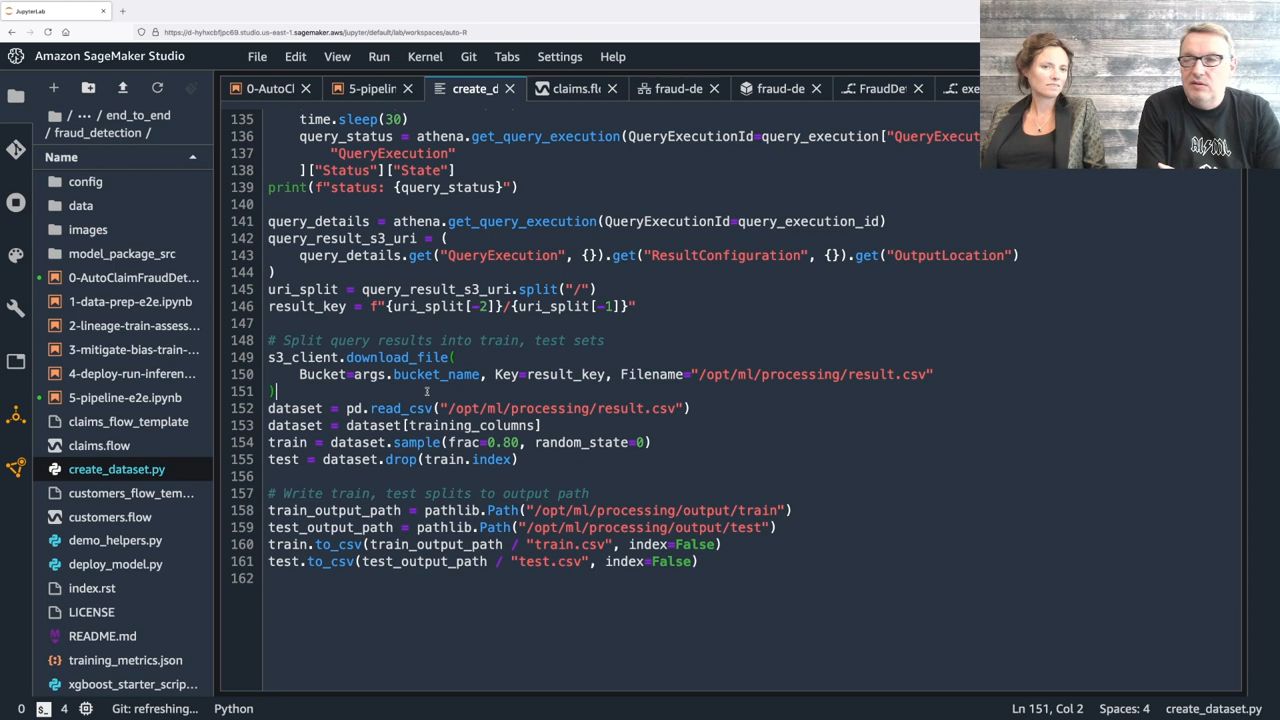 JupyterLab
https://d-hyhxcbfjpc69.studio.us-east-1.sagemaker.aws/jupyter/default/lab/workspaces/auto-R
Amazon SageMaker Studio
File Edit View Run Kernel Git Tabs Settings Help
0-AutoCl
5-pipelin
create_d
claims.fl
fraud-de
fraud-de
FraudDet
exe
/ ··· / end_to_end
/ fraud_detection /
Name
config
data
images
model_package_src
0-AutoClaimFraudDet...
1-data-prep-e2e.ipynb
2-lineage-train-assess...
3-mitigate-bias-train-...
4-deploy-run-inferen...
5-pipeline-e2e.ipynb
claims_flow_template
claims.flow
create_dataset.py
customers_flow_tem...
customers.flow
demo_helpers.py
deploy_model.py
index.rst
LICENSE
README.md
training_metrics.json
xgboost_starter_scrip...
135 time.sleep(30)
136 query_status = athena.get_query_execution(QueryExecutionId=query_execution["QueryExecu
137 "QueryExecution"
138 ]["Status"]["State"]
139 print(f"status: {query_status}")
140
141 query_details = athena.get_query_execution(QueryExecutionId=query_execution_id)
142 query_result_s3_uri = (
143 query_details.get("QueryExecution", {}).get("ResultConfiguration", {}).get("OutputLocation")
144 )
145 uri_split = query_result_s3_uri.split("/")
146 result_key = f"{uri_split[-2]}/{uri_split[-1]}"
147
148 # Split query results into train, test sets
149 s3_client.download_file(
150 Bucket=args.bucket_name, Key=result_key, Filename="/opt/ml/processing/result.csv"
151 )
152 dataset = pd.read_csv("/opt/ml/processing/result.csv")
153 dataset = dataset[training_columns]
154 train = dataset.sample(frac=0.80, random_state=0)
155 test = dataset.drop(train.index)
156
157 # Write train, test splits to output path
158 train_output_path = pathlib.Path("/opt/ml/processing/output/train")
159 test_output_path = pathlib.Path("/opt/ml/processing/output/test")
160 train.to_csv(train_output_path / "train.csv", index=False)
161 test.to_csv(test_output_path / "test.csv", index=False)
162
0 4 Git: refreshing... Python
Ln 151, Col 2 Spaces: 4 create_dataset.py